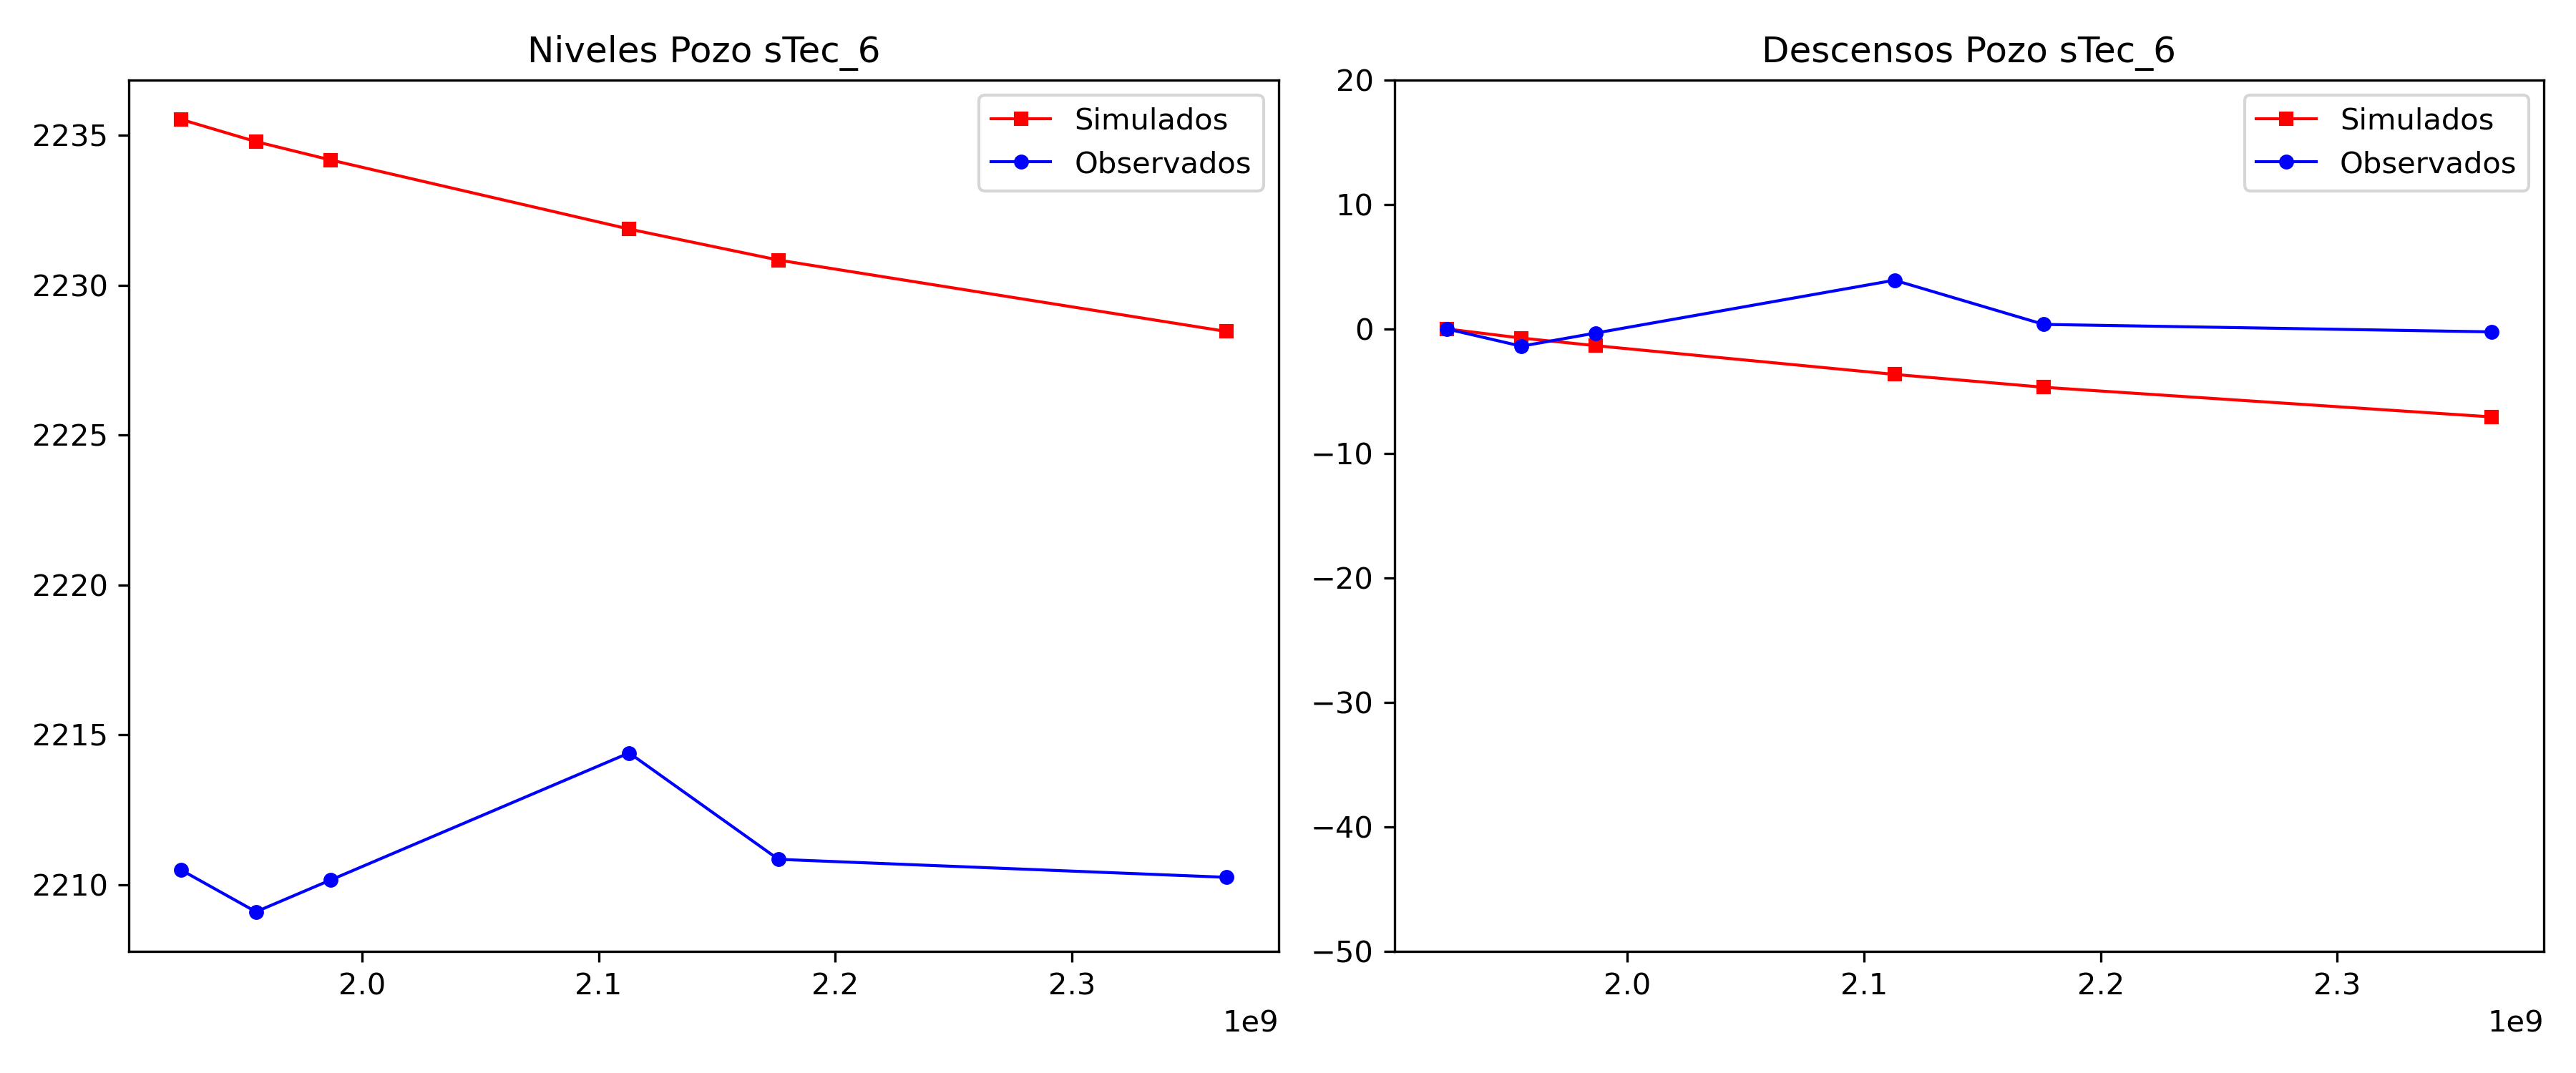 Niveles Pozo sTec_6
2235
2230
2225
2220
2215
2210
2.0
2.1
2.2
2.3
1e9
Simulados
Observados
Descensos Pozo sTec_6
20
10
0
−10
−20
−30
−40
−50
2.0
2.1
2.2
2.3
1e9
Simulados
Observados